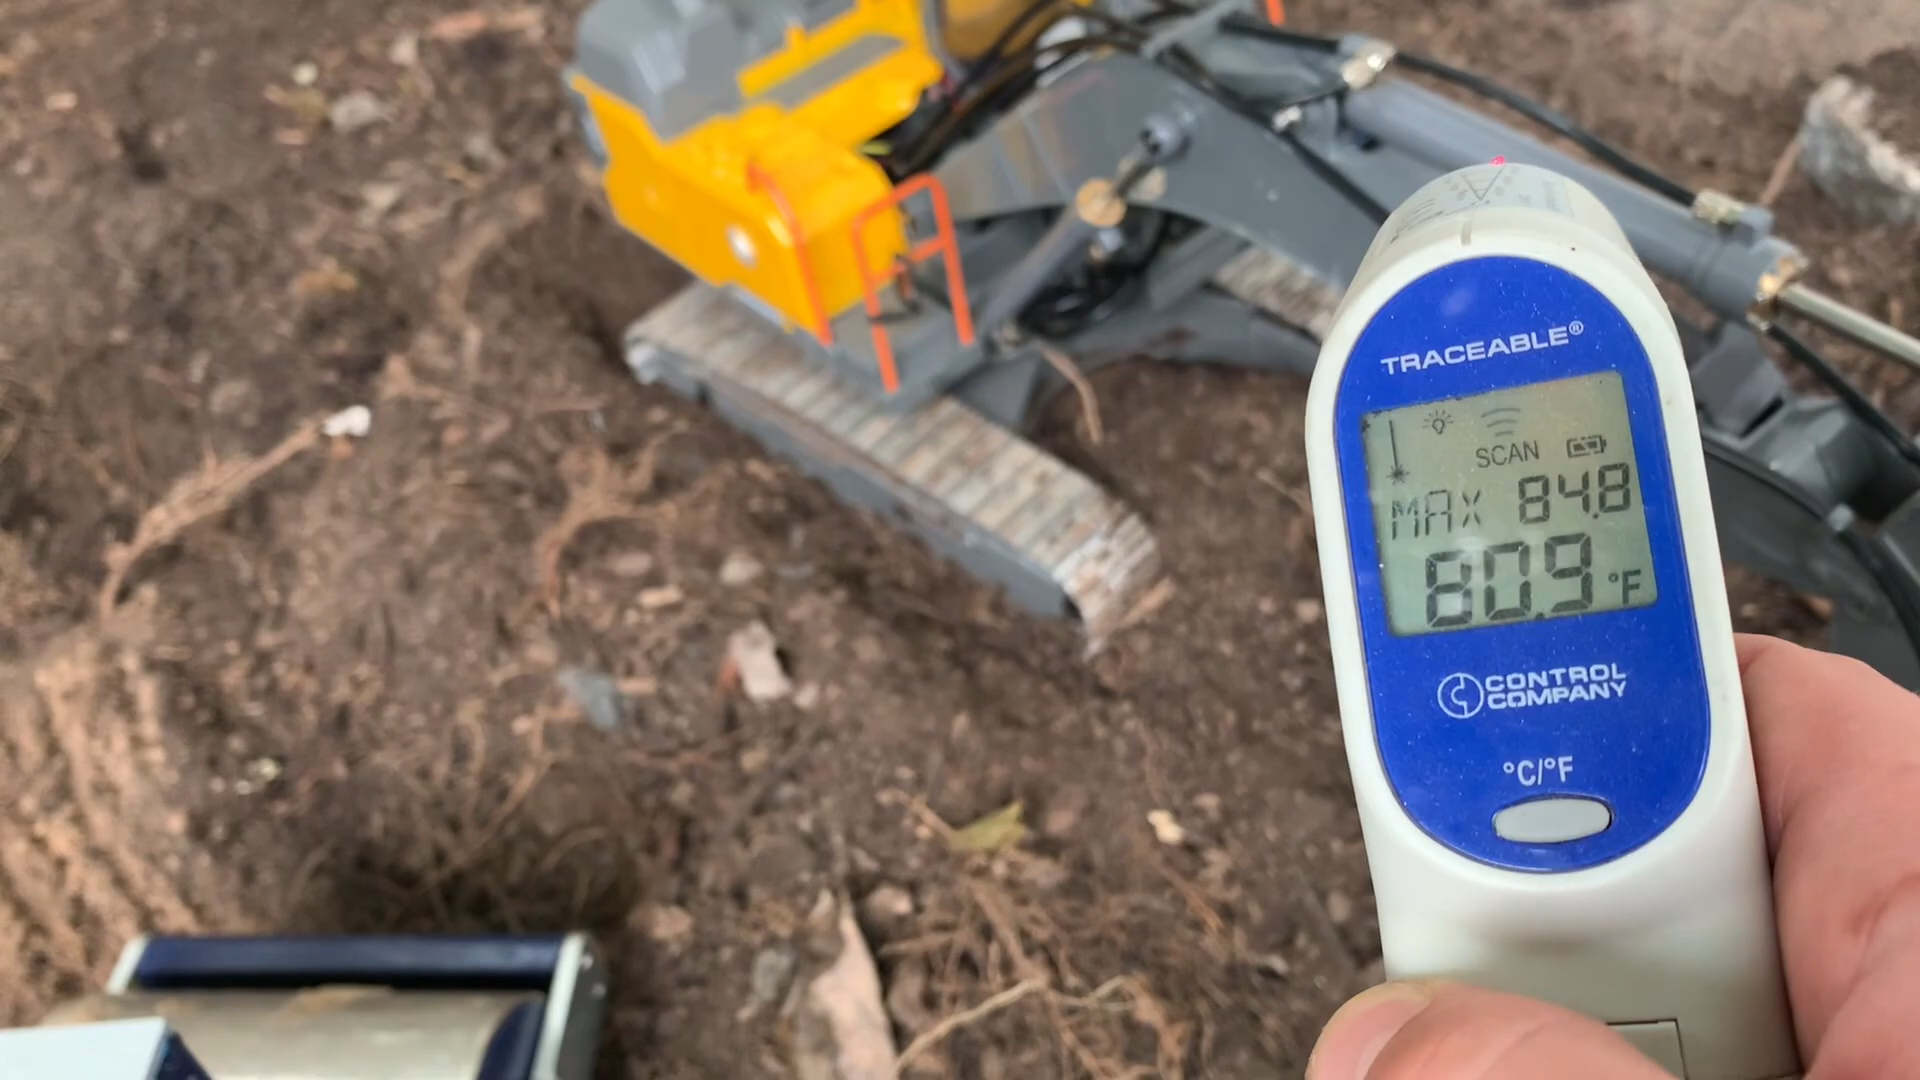 TRACEABLE®
SCAN
MAX 84.8
80.9 °F
CONTROL
COMPANY
°C/°F